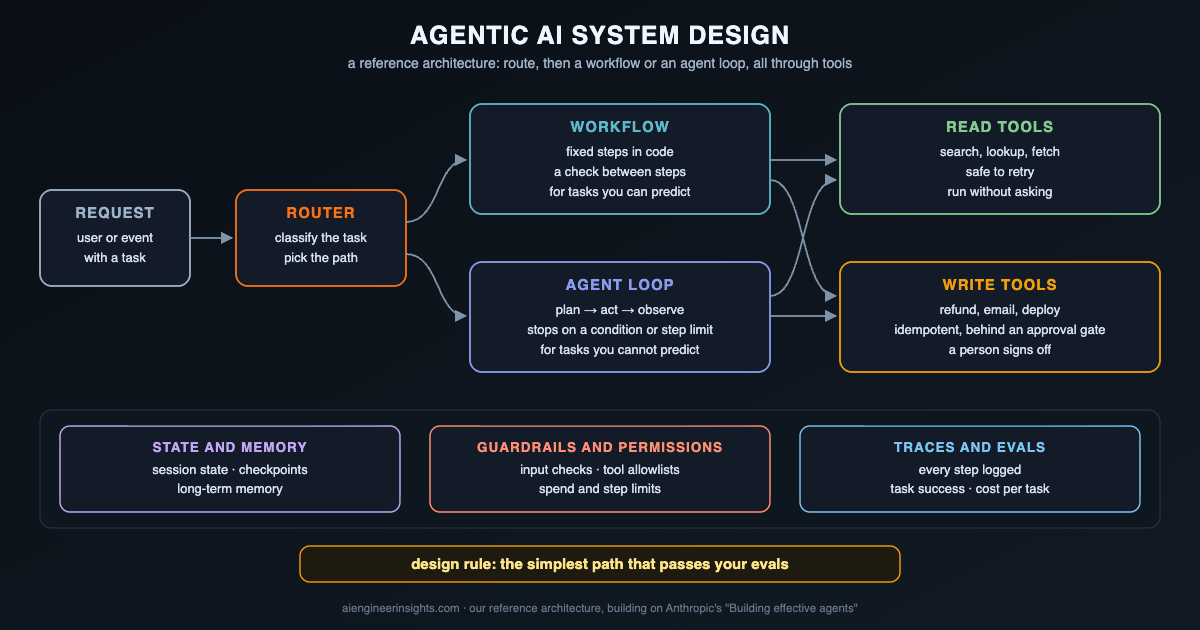 AGENTIC AI SYSTEM DESIGN
a reference architecture: route, then a workflow or an agent loop, all through tools
REQUEST
user or event
with a task
ROUTER
classify the task
pick the path
WORKFLOW
fixed steps in code
a check between steps
for tasks you can predict
AGENT LOOP
plan → act → observe
stops on a condition or step limit
for tasks you cannot predict
READ TOOLS
search, lookup, fetch
safe to retry
run without asking
WRITE TOOLS
refund, email, deploy
idempotent, behind an approval gate
a person signs off
STATE AND MEMORY
session state · checkpoints
long-term memory
GUARDRAILS AND PERMISSIONS
input checks · tool allowlists
spend and step limits
TRACES AND EVALS
every step logged
task success · cost per task
design rule: the simplest path that passes your evals
aiengineerinsights.com · our reference architecture, building on Anthropic's "Building effective agents"